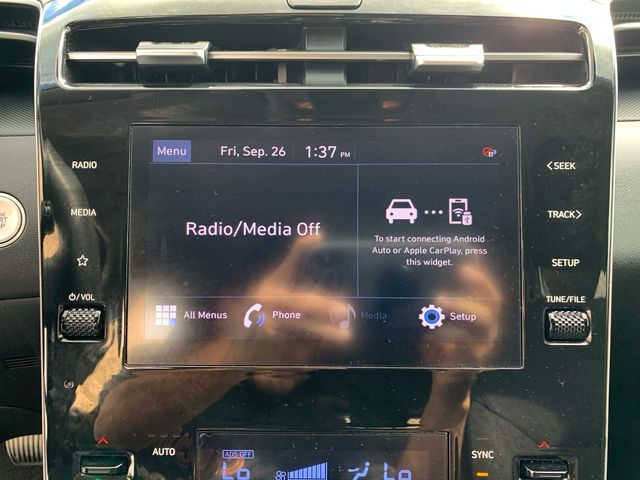 Menu Fri, Sep. 26 1:37 PM
RADIO
<SEEK
MEDIA
TRACK>
Radio/Media Off
To start connecting Android
Auto or Apple CarPlay, press
this widget.
SETUP
⏻/VOL
TUNE/FILE
All Menus Phone Media Setup
AUTO
SYNC
ADS OFF
Lo Lo